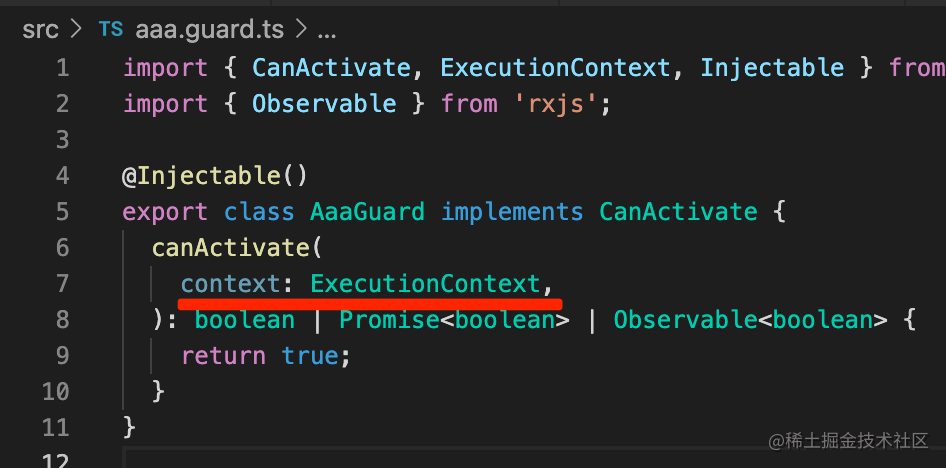 src > TS aaa.guard.ts > ...
1 import { CanActivate, ExecutionContext, Injectable } from
2 import { Observable } from 'rxjs';
3
4 @Injectable()
5 export class AaaGuard implements CanActivate {
6 canActivate(
7 context: ExecutionContext,
8 ): boolean | Promise<boolean> | Observable<boolean> {
9 return true;
10 }
11 }
12
@稀土掘金技术社区